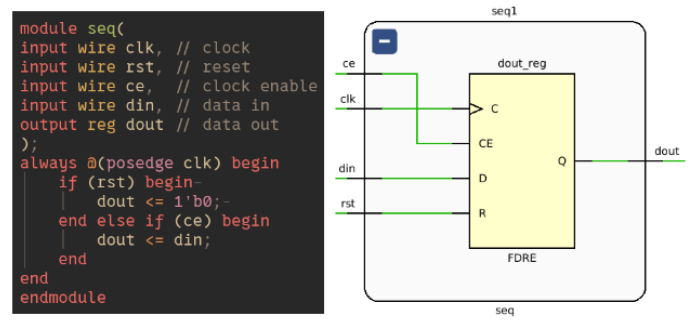 module seq(
input wire clk, // clock
input wire rst, // reset
input wire ce,  // clock enable
input wire din, // data in
output reg dout // data out
);
always @(posedge clk) begin
    if (rst) begin-
        dout <= 1'b0;-
    end else if (ce) begin
        dout <= din;
    end
end
endmodule
seq1
dout_reg
ce
clk
din
rst
C
CE
D
R
Q
dout
FDRE
seq